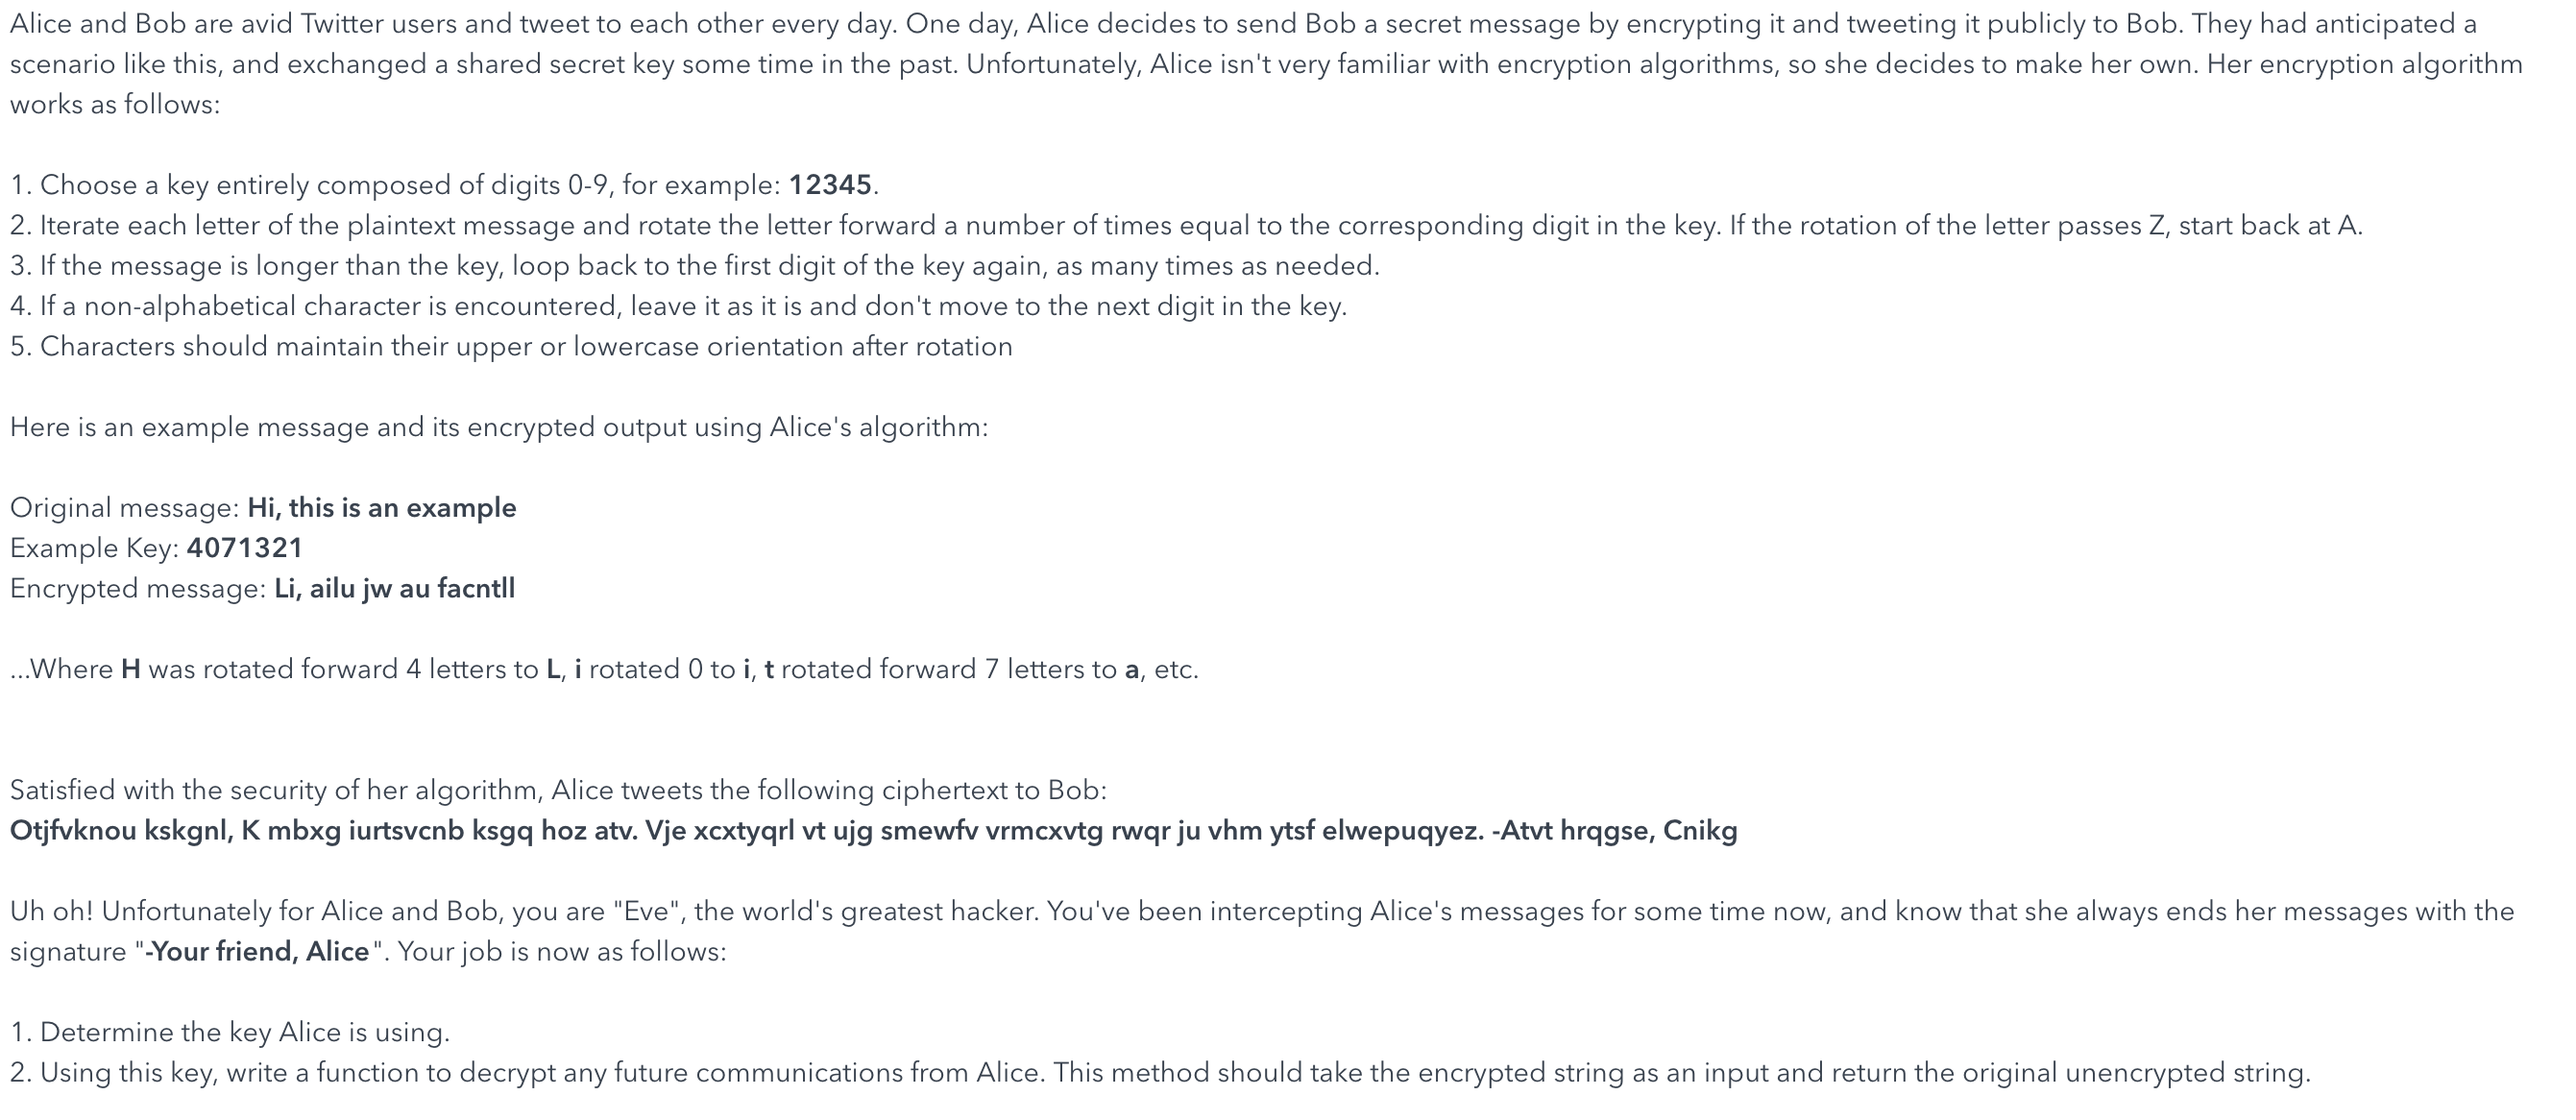 Alice and Bob are avid Twitter users and tweet to each other every day. One day, Alice decides to send Bob a secret message by encrypting it and tweeting it publicly to Bob. They had anticipated a
scenario like this, and exchanged a shared secret key some time in the past. Unfortunately, Alice isn't very familiar with encryption algorithms, so she decides to make her own. Her encryption algorithm
works as follows:
1. Choose a key entirely composed of digits 0-9, for example: 12345.
2. Iterate each letter of the plaintext message and rotate the letter forward a number of times equal to the corresponding digit in the key. If the rotation of the letter passes Z, start back at A.
3. If the message is longer than the key, loop back to the first digit of the key again, as many times as needed.
4. If a non-alphabetical character is encountered, leave it as it is and don't move to the next digit in the key.
5. Characters should maintain their upper or lowercase orientation after rotation
Here is an example message and its encrypted output using Alice's algorithm:
Original message: Hi, this is an example
Example Key: 4071321
Encrypted message: Li, ailu jw au facntll
...Where H was rotated forward 4 letters to L, i rotated 0 to i, t rotated forward 7 letters to a, etc.
Satisfied with the security of her algorithm, Alice tweets the following ciphertext to Bob:
Otjfvknou kskgnl, K mbxg iurtsvcnb ksgq hoz atv. Vje xcxtyqrl vt ujg smewfv vrmcxvtg rwqr ju vhm ytsf elwepuqyez. -Atvt hrqgse, Cnikg
Uh oh! Unfortunately for Alice and Bob, you are "Eve", the world's greatest hacker. You've been intercepting Alice's messages for some time now, and know that she always ends her messages with the
signature "-Your friend, Alice". Your job is now as follows:
1. Determine the key Alice is using.
2. Using this key, write a function to decrypt any future communications from Alice. This method should take the encrypted string as an input and return the original unencrypted string.